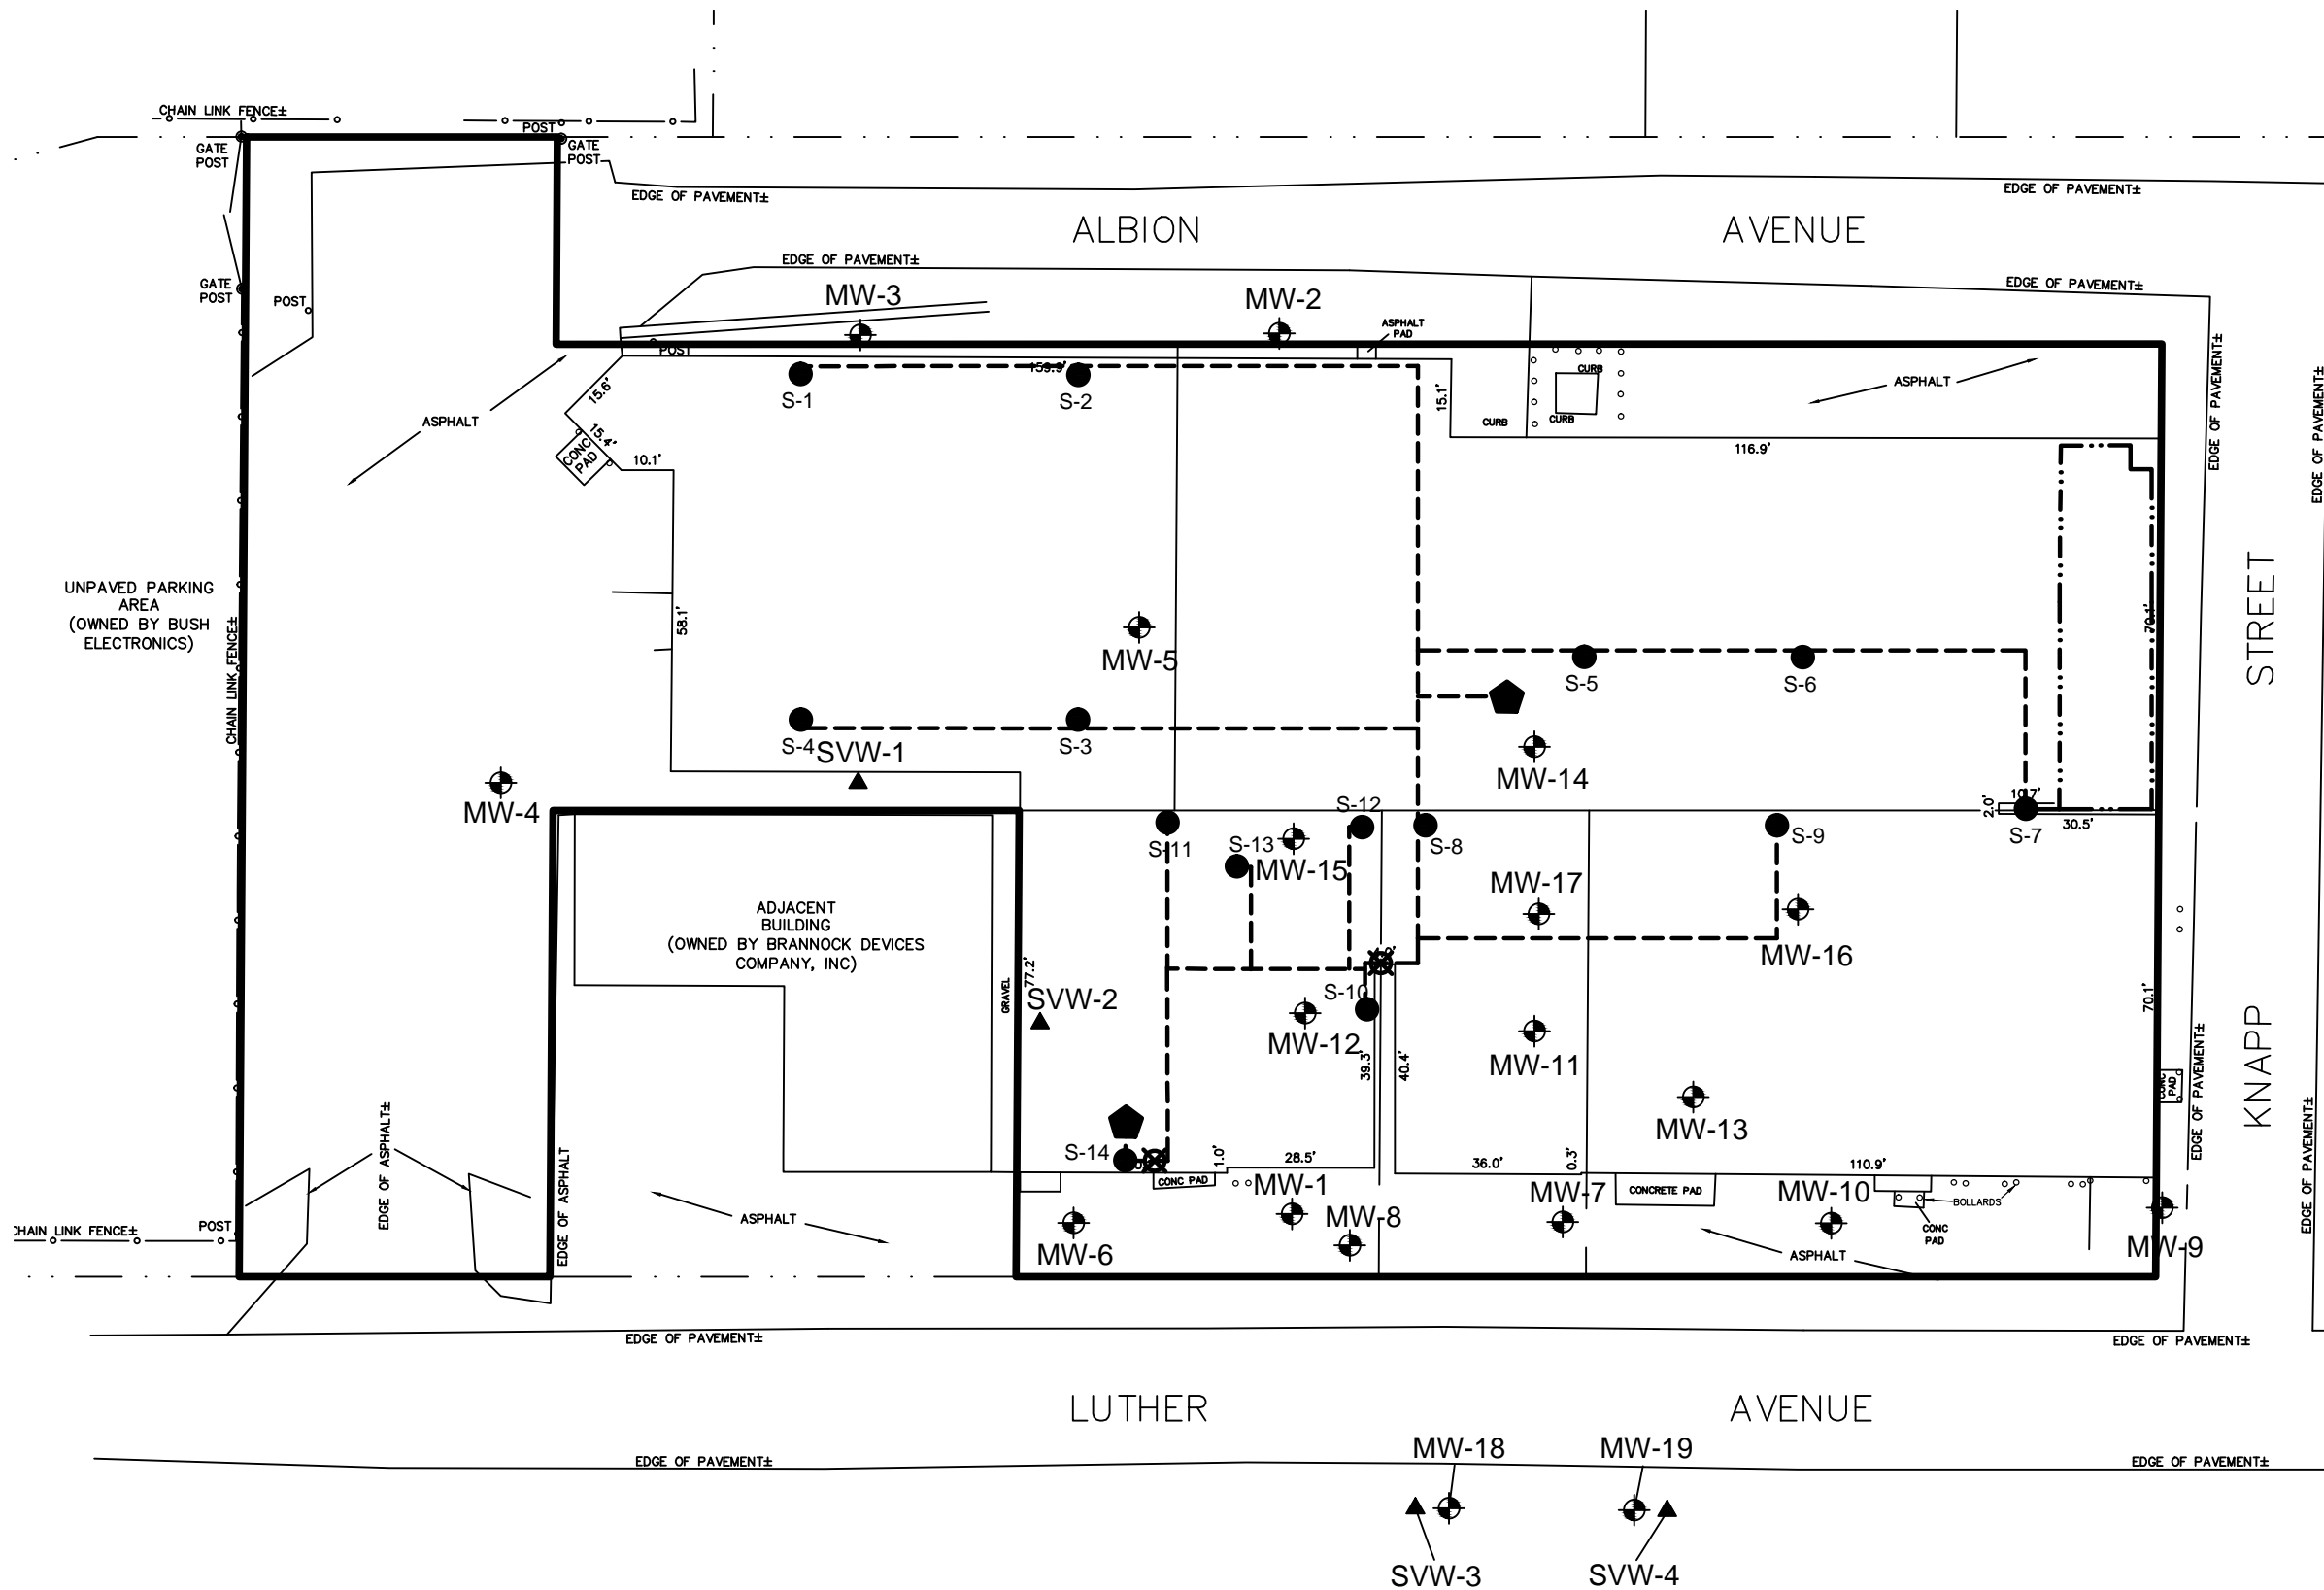 CHAIN LINK FENCE±
POST
GATE
POST
GATE
POST
EDGE OF PAVEMENT±
EDGE OF PAVEMENT±
ALBION AVENUE
EDGE OF PAVEMENT±
EDGE OF PAVEMENT±
GATE
POST
POST
MW-3
MW-2
ASPHALT
PAD
POST
159.9'
CURB
S-1
S-2
15.6'
15.1'
ASPHALT
EDGE OF PAVEMENT±
EDGE OF PAVEMENT±
ASPHALT
CURB
CURB
15.4'
CONC
PAD
10.1'
116.9'
UNPAVED PARKING
AREA
(OWNED BY BUSH
ELECTRONICS)
CHAIN LINK FENCE±
58.1'
70.1'
STREET
MW-5
S-5
S-6
S-4
S-3
SVW-1
MW-14
MW-4
S-12
10.7'
2.0'
30.5'
S-7
S-11
S-13
S-8
S-9
MW-15
MW-17
ADJACENT
BUILDING
(OWNED BY BRANNOCK DEVICES
COMPANY, INC)
MW-16
77.2'
GRAVEL
SVW-2
S-10
70.1'
MW-12
MW-11
39.3'
40.4'
KNAPP
EDGE OF PAVEMENT±
CONC
PAD
MW-13
EDGE OF ASPHALT±
EDGE OF ASPHALT
S-14
1.0'
28.5'
36.0'
0.3'
110.9'
EDGE OF PAVEMENT±
CONC PAD
MW-1
MW-7
CONCRETE PAD
MW-10
BOLLARDS
ASPHALT
MW-8
CONC
PAD
CHAIN LINK FENCE±
POST
MW-6
ASPHALT
MW-9
EDGE OF PAVEMENT±
EDGE OF PAVEMENT±
LUTHER AVENUE
MW-18
MW-19
EDGE OF PAVEMENT±
EDGE OF PAVEMENT±
SVW-3
SVW-4